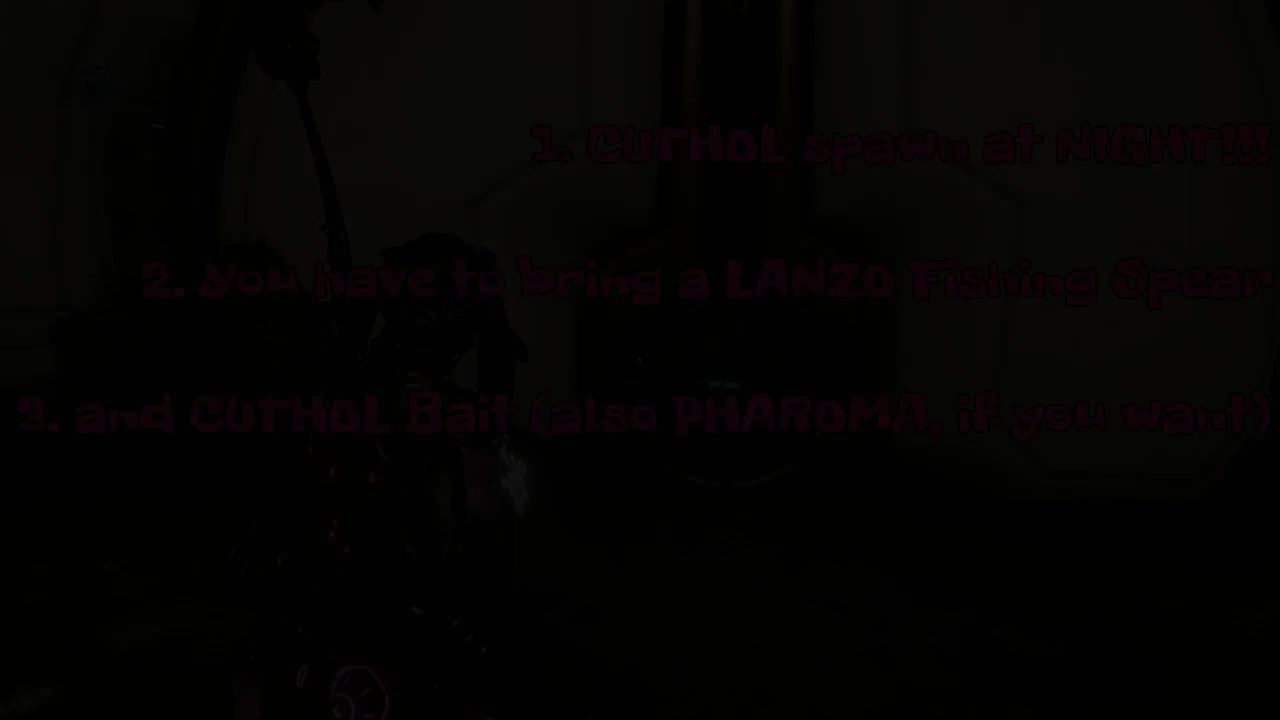 1. CUTHOL spawn at NIGHT!!!
2. You have to bring a LANZO Fishing Spear
3. and CUTHOL Bait (also PHAROMA, if you want)